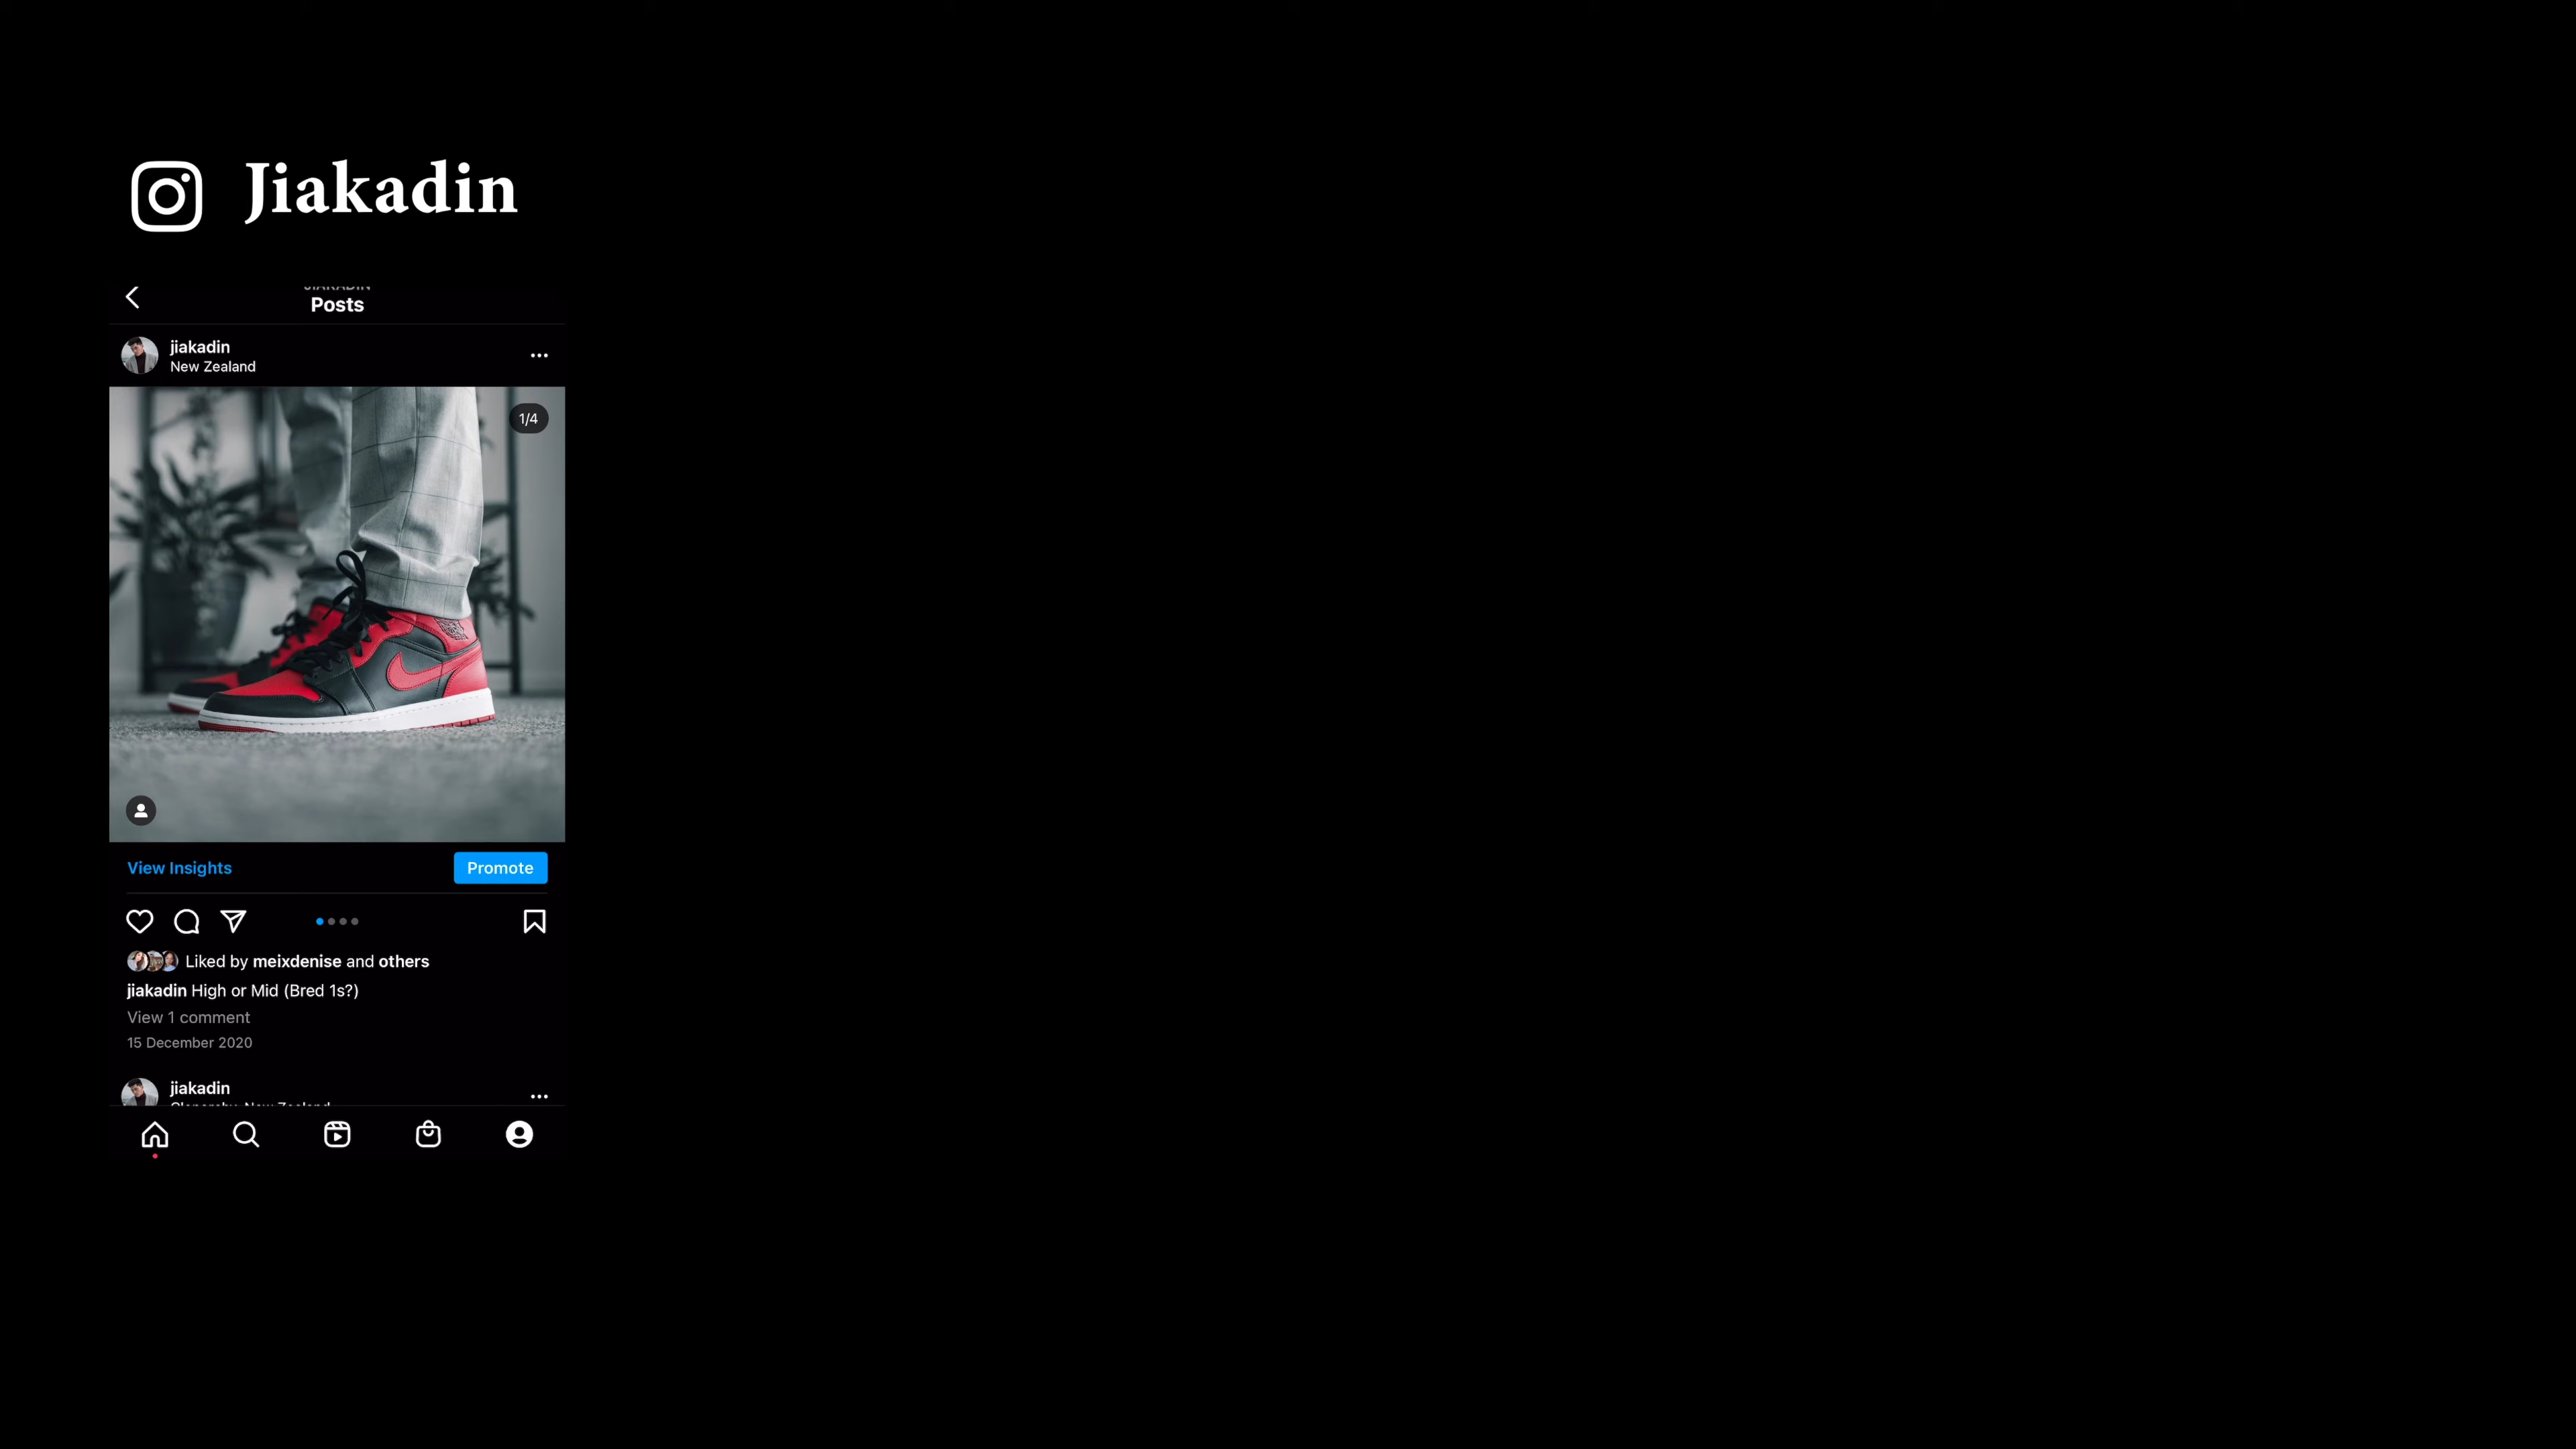 Jiakadin
Posts
jiakadin
New Zealand
1/4
View Insights
Promote
Liked by meixdenise and others
jiakadin High or Mid (Bred 1s?)
View 1 comment
15 December 2020
jiakadin